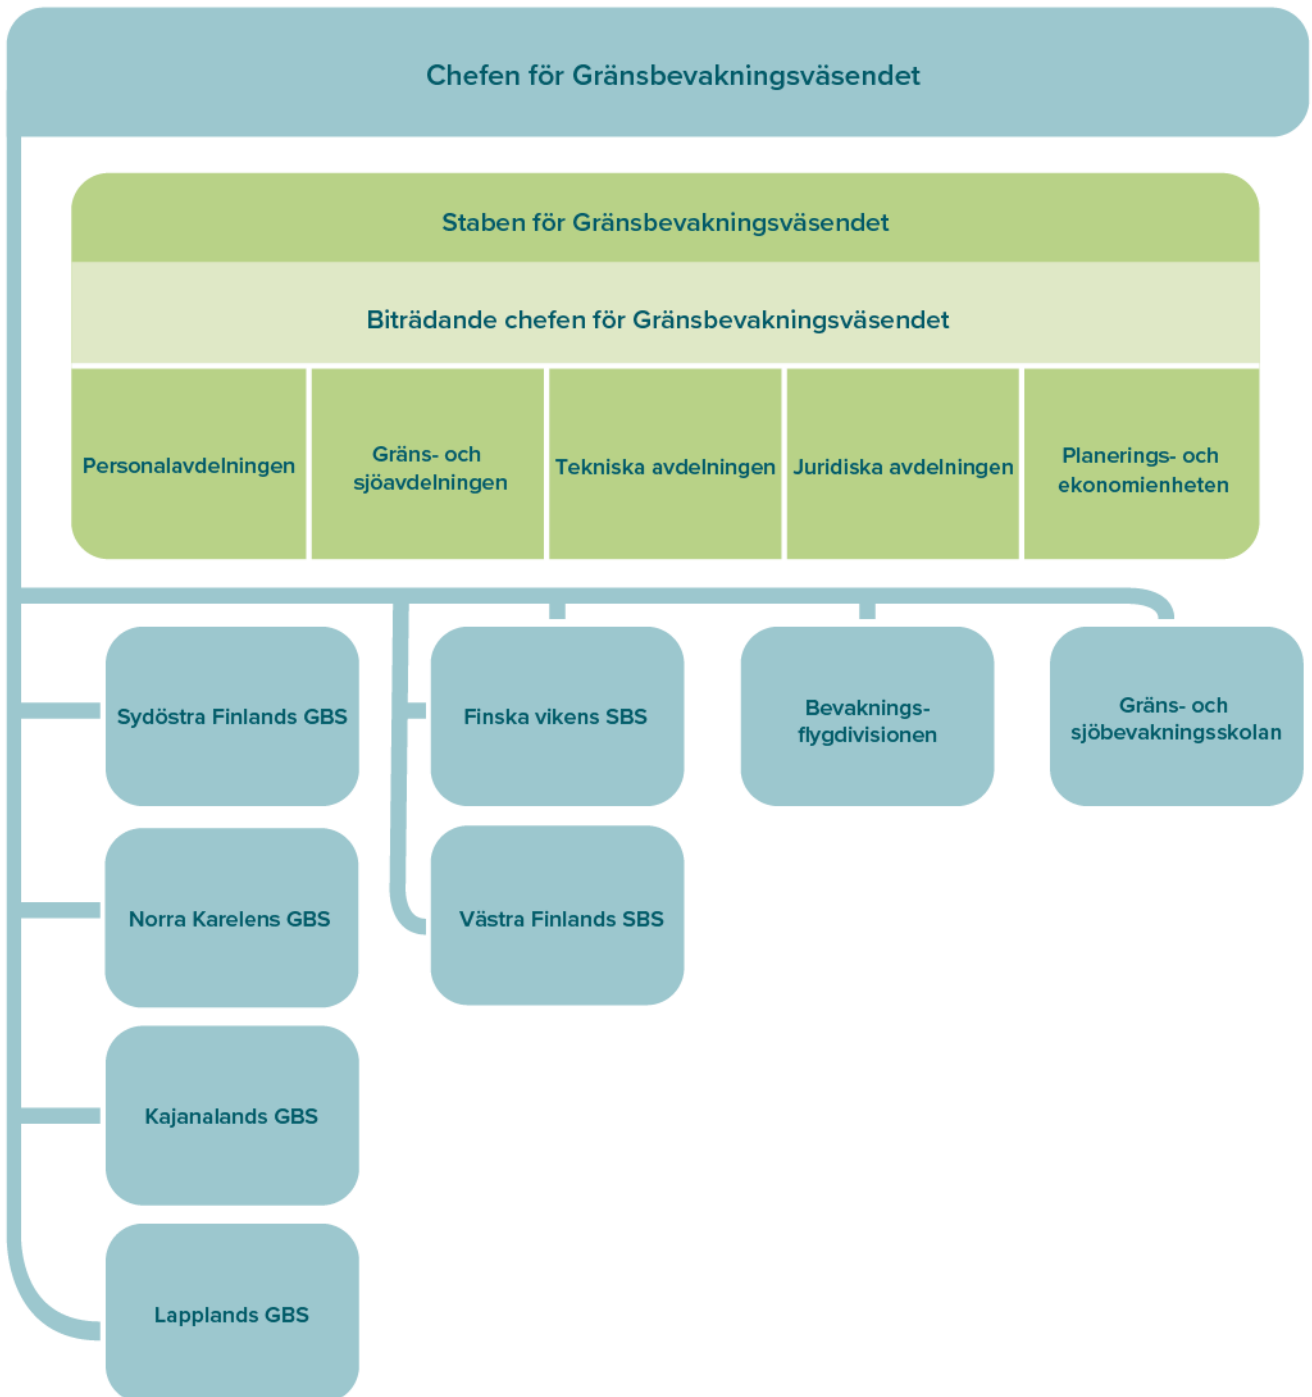 Chefen för Gränsbevakningsväsendet
Staben för Gränsbevakningsväsendet
Biträdande chefen för Gränsbevakningsväsendet
Personalavdelningen
Gräns- och
sjöavdelningen
Tekniska avdelningen
Juridiska avdelningen
Planerings- och
ekonomienheten
Sydöstra Finlands GBS
Finska vikens SBS
Bevaknings-
flygdivisionen
Gräns- och
sjöbevakningsskolan
Norra Karelens GBS
Västra Finlands SBS
Kajanalands GBS
Lapplands GBS